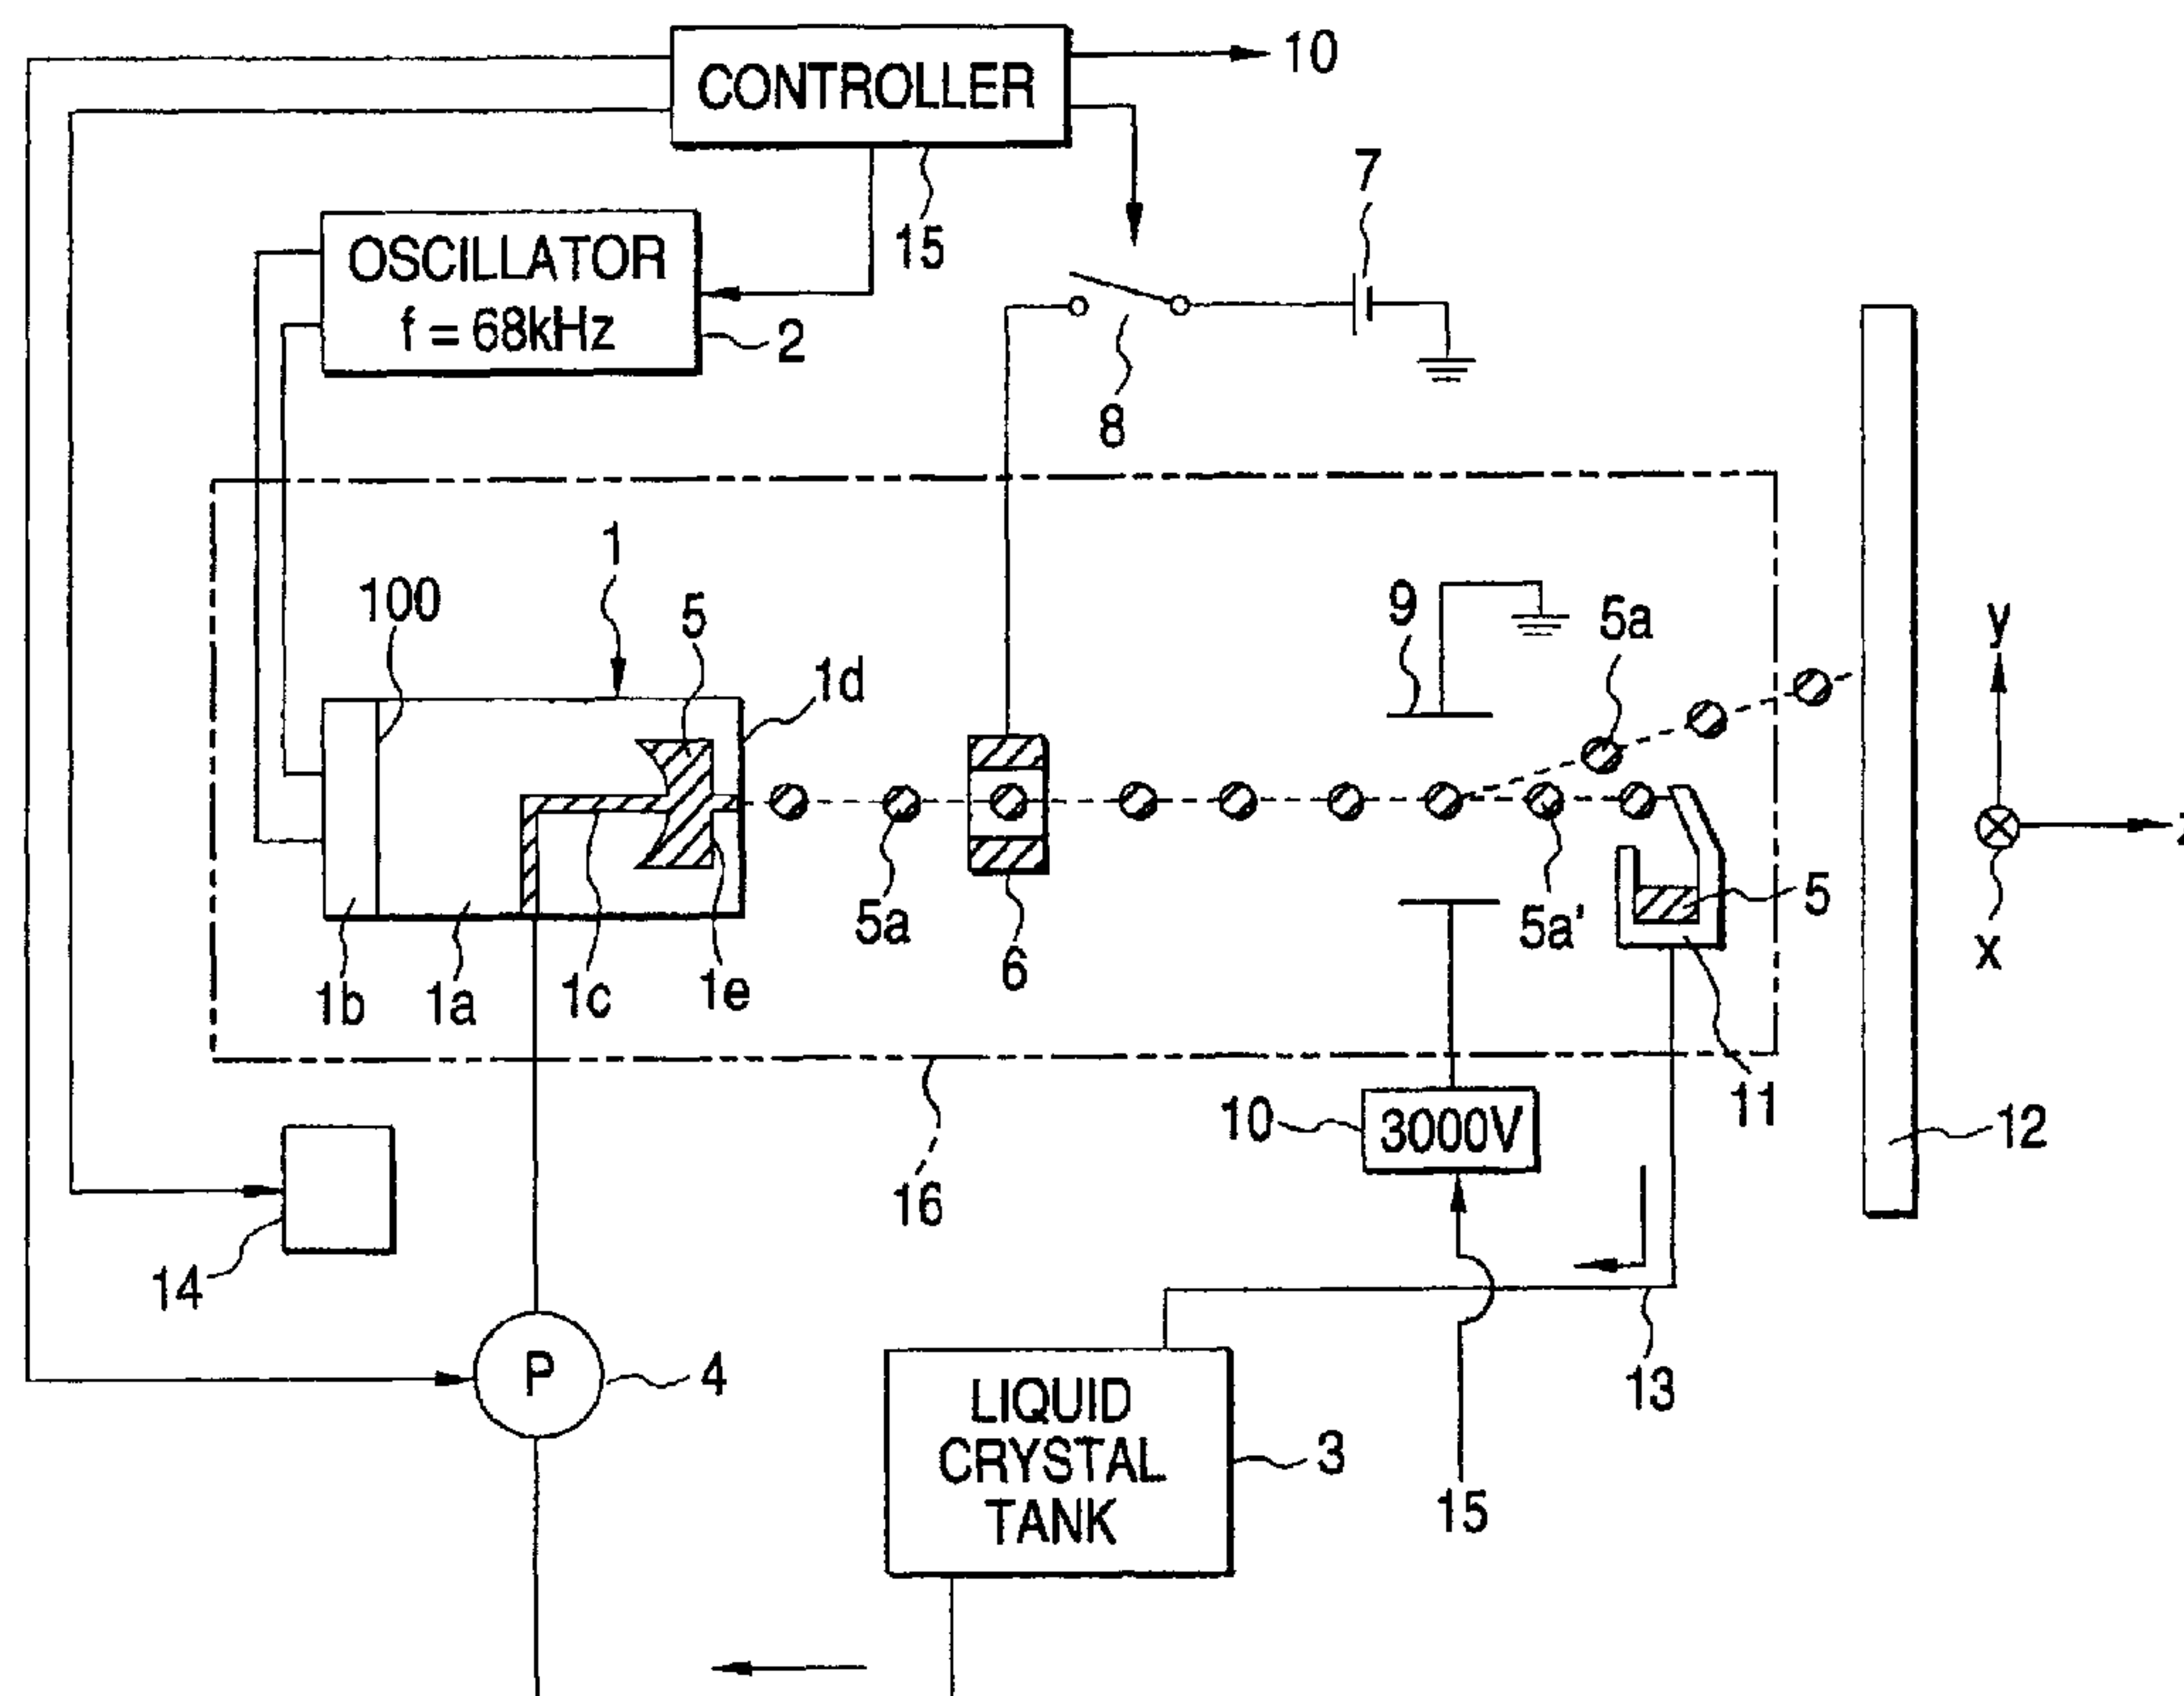 CONTROLLER
10
15
7
OSCILLATOR
f = 68kHz
2
8
1
100
5
1d
9
5a
y
5a
5a'
5
6
x
1b
1a
1c
1e
11
10
3000V
12
16
14
P
4
13
LIQUID
CRYSTAL
TANK
3
15